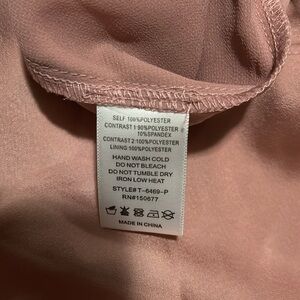 SELF 100%POLYESTER
CONTRAST 1:90%POLYESTER
10%SPANDEX
CONTRAST 2:100%POLYESTER
LINING 100%POLYESTER
HAND WASH COLD
DO NOT BLEACH
DO NOT TUMBLE DRY
IRON LOW HEAT
STYLE# T-6469-P
RN#150677
MADE IN CHINA